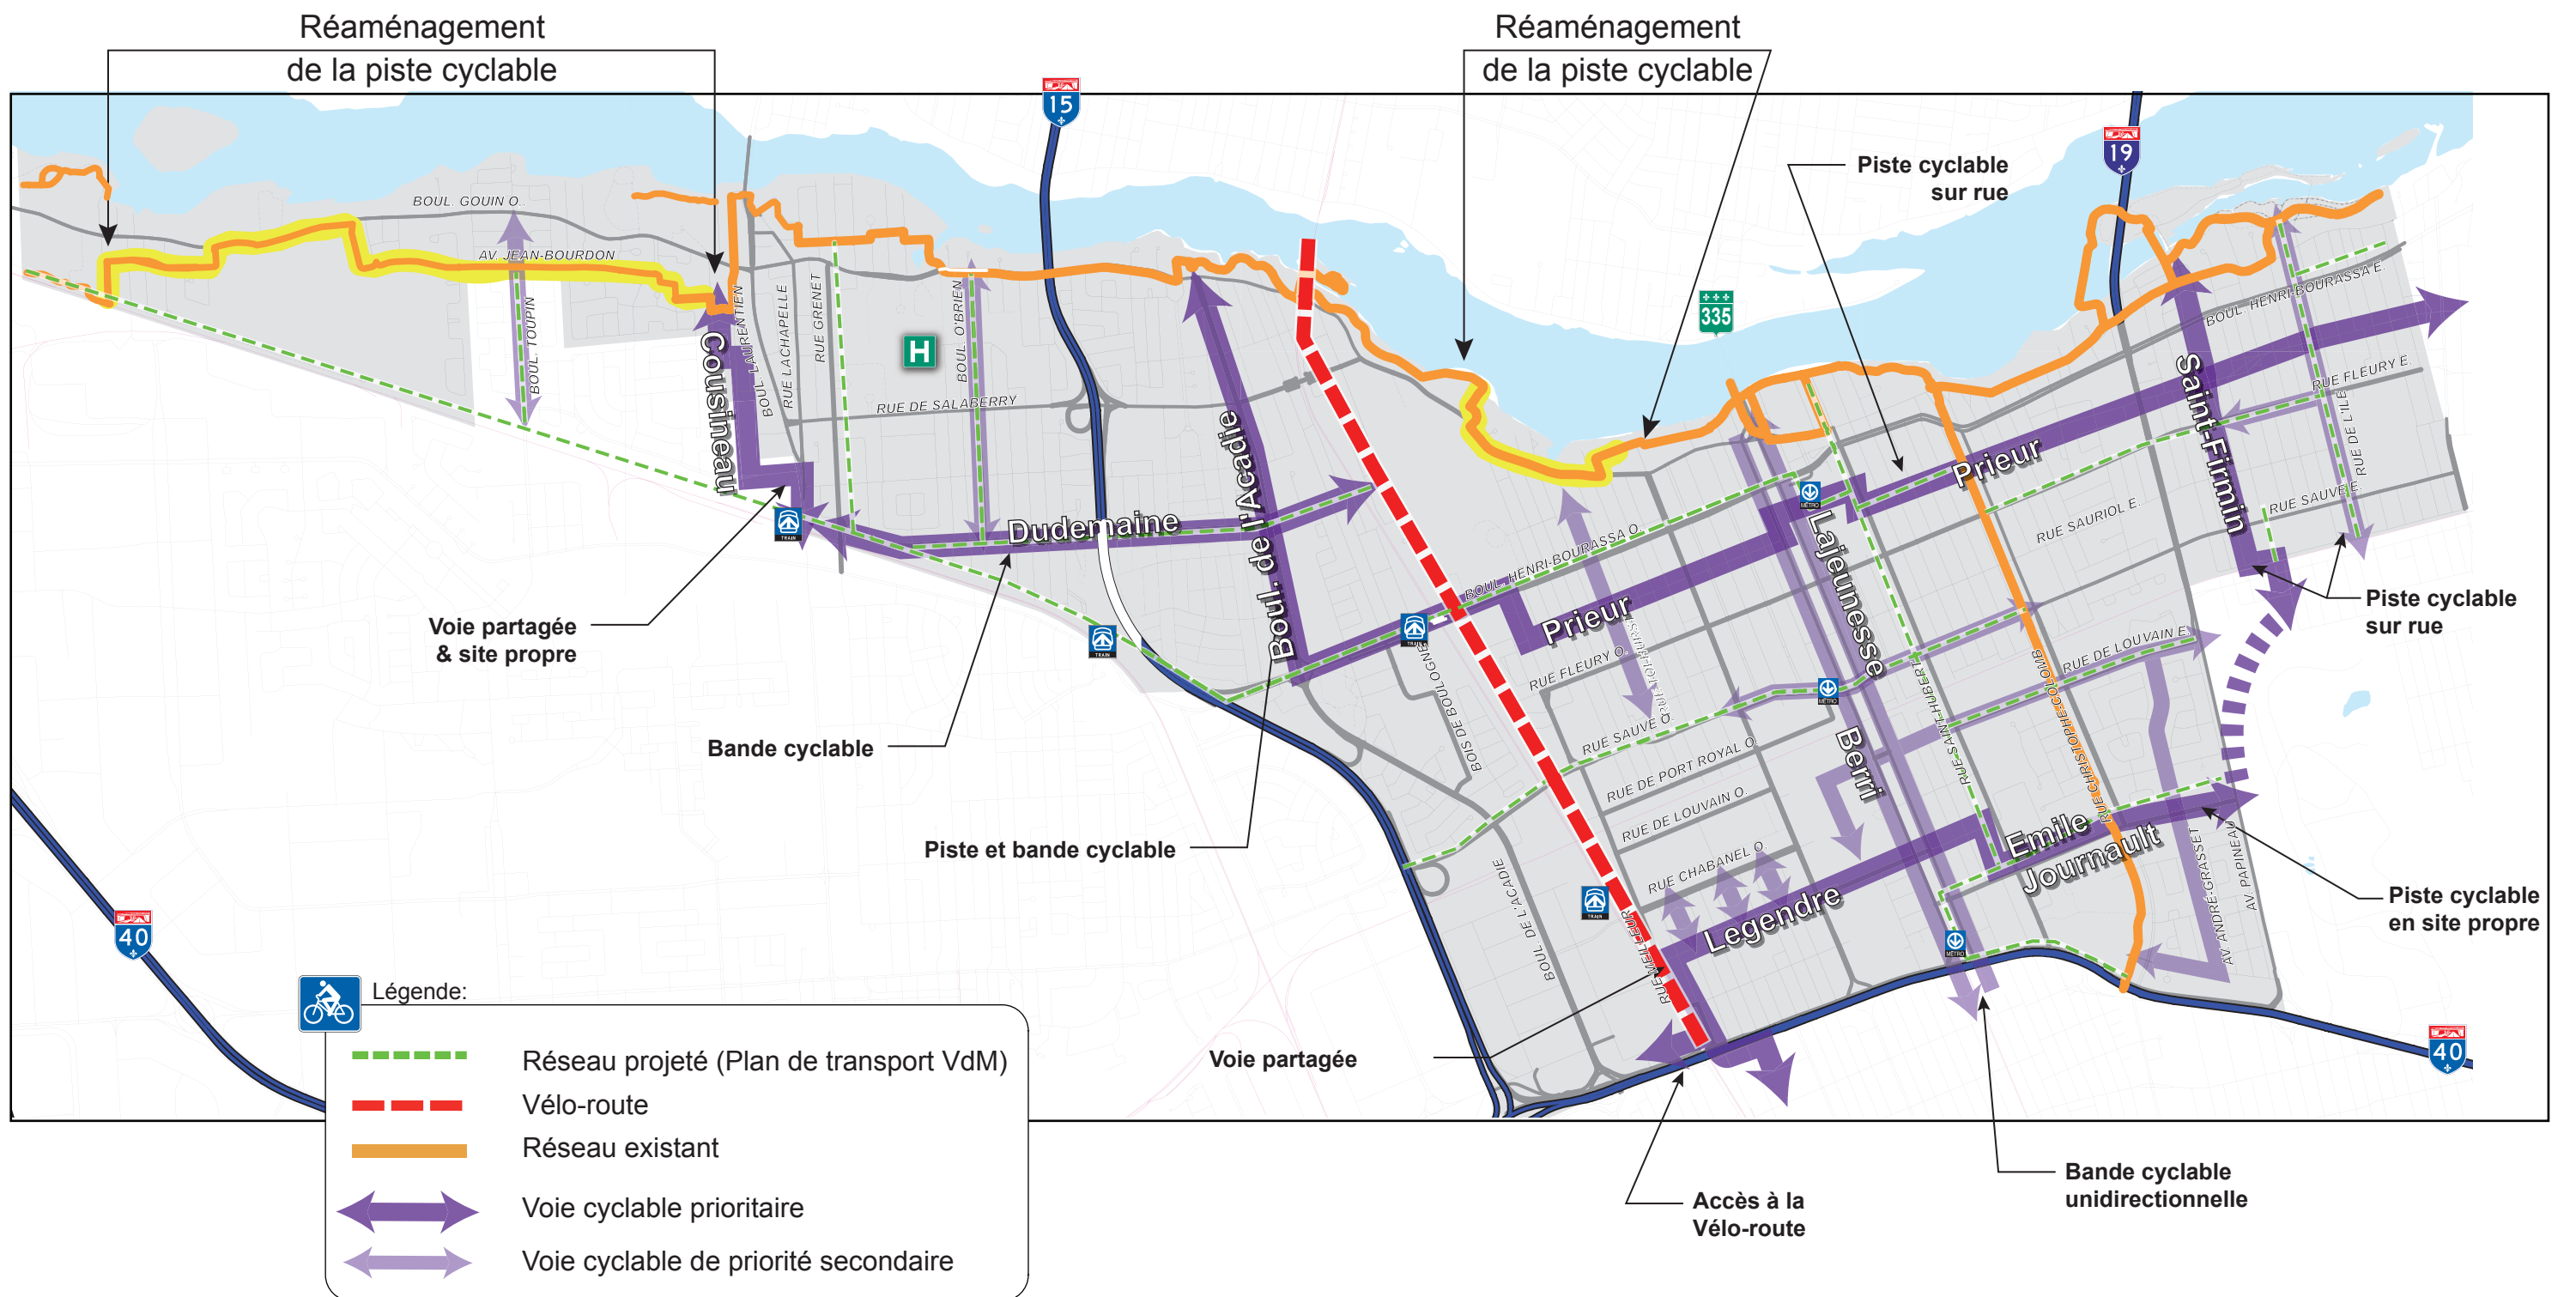 Réaménagement
de la piste cyclable
Réaménagement
de la piste cyclable
15
19
Piste cyclable
sur rue
335
BOUL. GOUIN O.
AV. JEAN-BOURDON
BOUL. TOUPIN
Cousineau
BOUL. LAURENTIEN
RUE LACHAPELLE
RUE GRENET
H
BOUL. O'BRIEN
RUE DE SALABERRY
Dudemaine
Boul. de l'Acadie
BOUL. HENRI-BOURASSA E.
RUE FLEURY E.
RUE DE L'ILE
Saint-Firmin
RUE SAUVE E.
RUE SAURIOL E.
Prieur
MÉTRO
Lajeunesse
BOUL. HENRI-BOURASSA O.
Prieur
TRAIN
TRAIN
TRAIN
Voie partagée
& site propre
Piste cyclable
sur rue
RUE FLEURY O.
BOIS DE BOULOGNE
RUE SAUVE O.
MÉTRO
RUE DE LOUVAIN E.
RUE SAINT-HUBERT
RUE CHRISTOPHE-COLOMB
Berri
Bande cyclable
RUE DE PORT ROYAL O.
RUE DE LOUVAIN O.
RUE CHABANEL O.
Piste et bande cyclable
BOUL. DE L'ACADIE
TRAIN
RUE MEILLEUR
Legendre
Emile
Journault
AV. ANDRÉ-GRASSET
AV. PAPINEAU
MÉTRO
Piste cyclable
en site propre
40
40
Voie partagée
Accès à la
Vélo-route
Bande cyclable
unidirectionnelle
Légende:
Réseau projeté (Plan de transport VdM)
Vélo-route
Réseau existant
Voie cyclable prioritaire
Voie cyclable de priorité secondaire